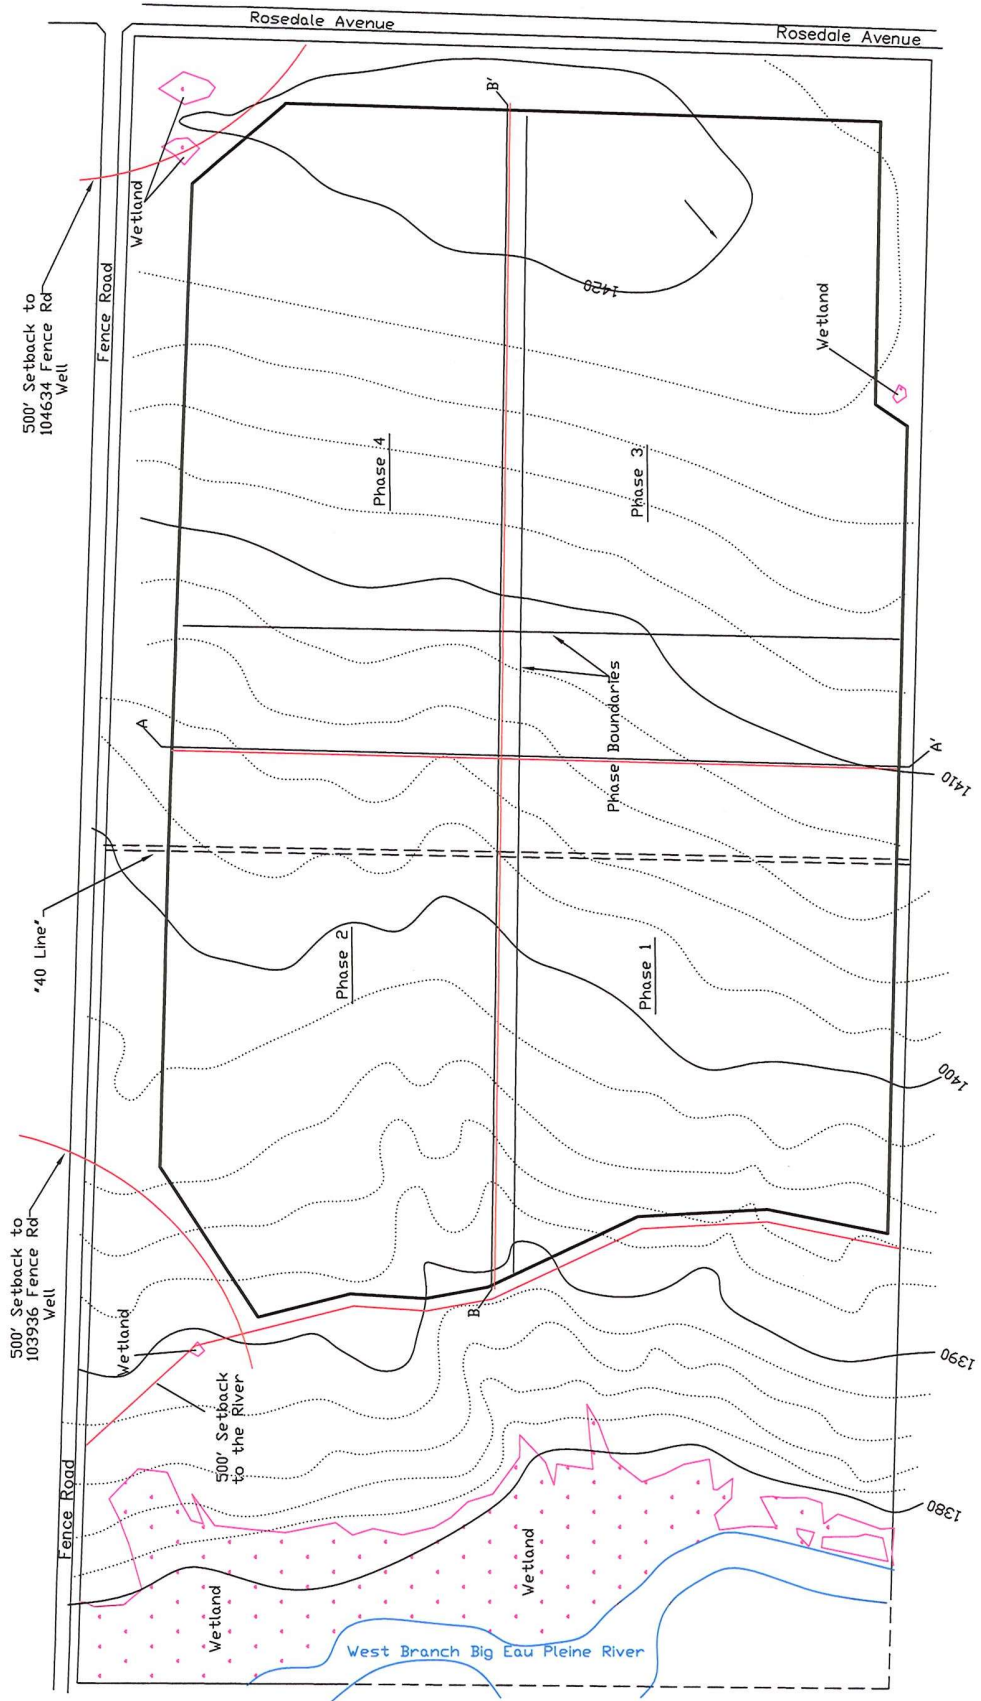 Rosedale Avenue
Rosedale Avenue
B'
Wetland
500' Setback to
104634 Fence Rd
Well
Fence Road
1420
Wetland
Phase 4
Phase 3
Phase Boundaries
A
A'
1410
"40 Line"
Phase 2
Phase 1
1400
500' Setback to
103936 Fence Rd
Well
B
Wetland
1390
500' Setback
to the River
Fence Road
1380
Wetland
Wetland
West Branch Big Eau Pleine River